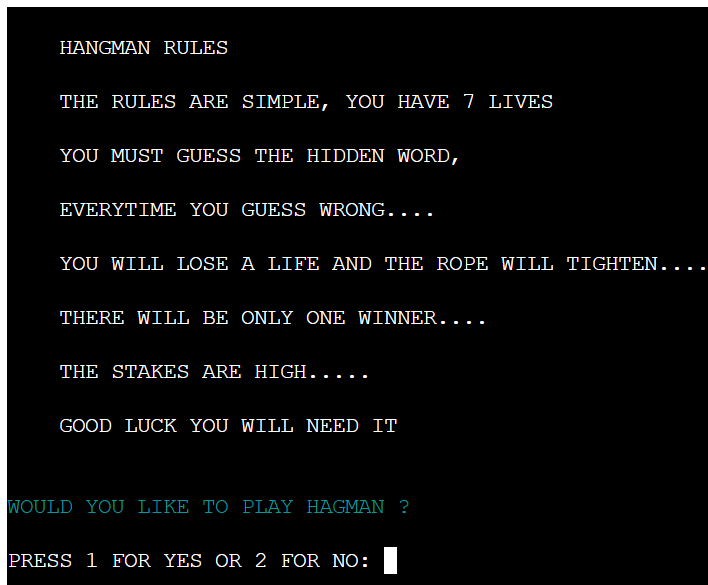 HANGMAN RULES
THE RULES ARE SIMPLE, YOU HAVE 7 LIVES
YOU MUST GUESS THE HIDDEN WORD,
EVERYTIME YOU GUESS WRONG....
YOU WILL LOSE A LIFE AND THE ROPE WILL TIGHTEN....
THERE WILL BE ONLY ONE WINNER....
THE STAKES ARE HIGH.....
GOOD LUCK YOU WILL NEED IT
WOULD YOU LIKE TO PLAY HAGMAN ?
PRESS 1 FOR YES OR 2 FOR NO: